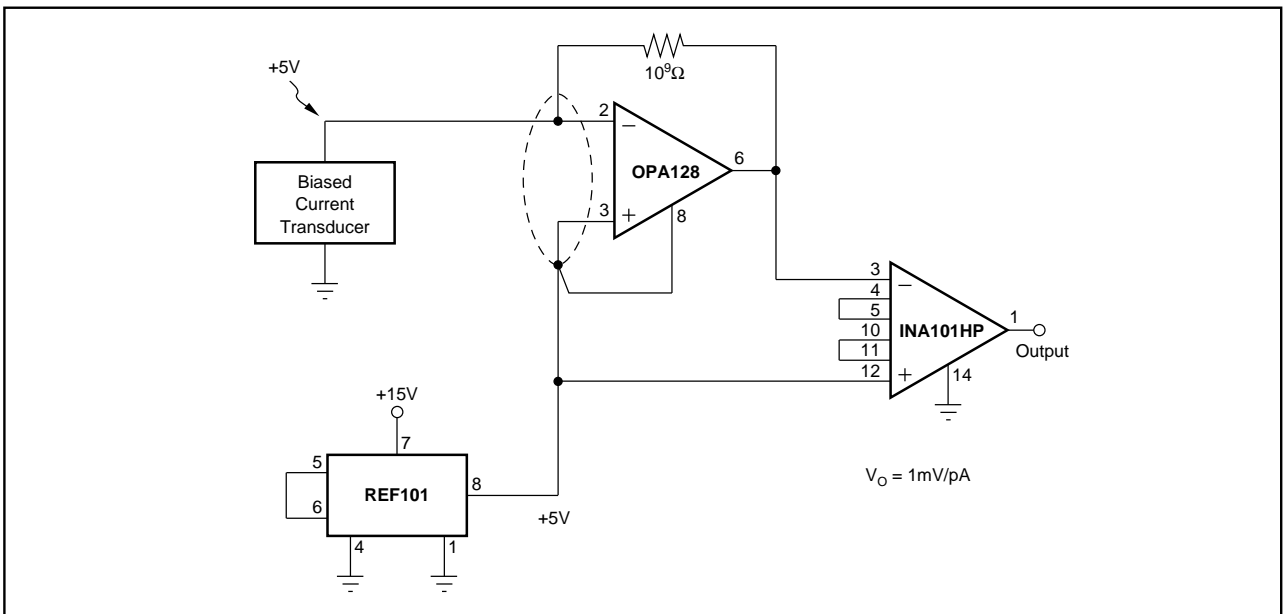 10⁹Ω
+5V
2
−
OPA128
6
3
+
8
Biased
Current
Transducer
3
−
4
5
10
11
12
+
INA101HP
1
Output
14
+15V
7
5
6
REF101
8
+5V
4
1
V_O = 1mV/pA